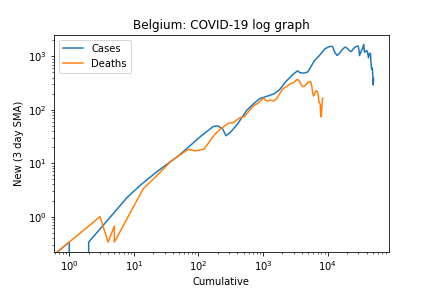 Belgium: COVID-19 log graph
Cases
Deaths
New (3 day SMA)
10³
10²
10¹
10⁰
10⁰ 10¹ 10² 10³ 10⁴
Cumulative